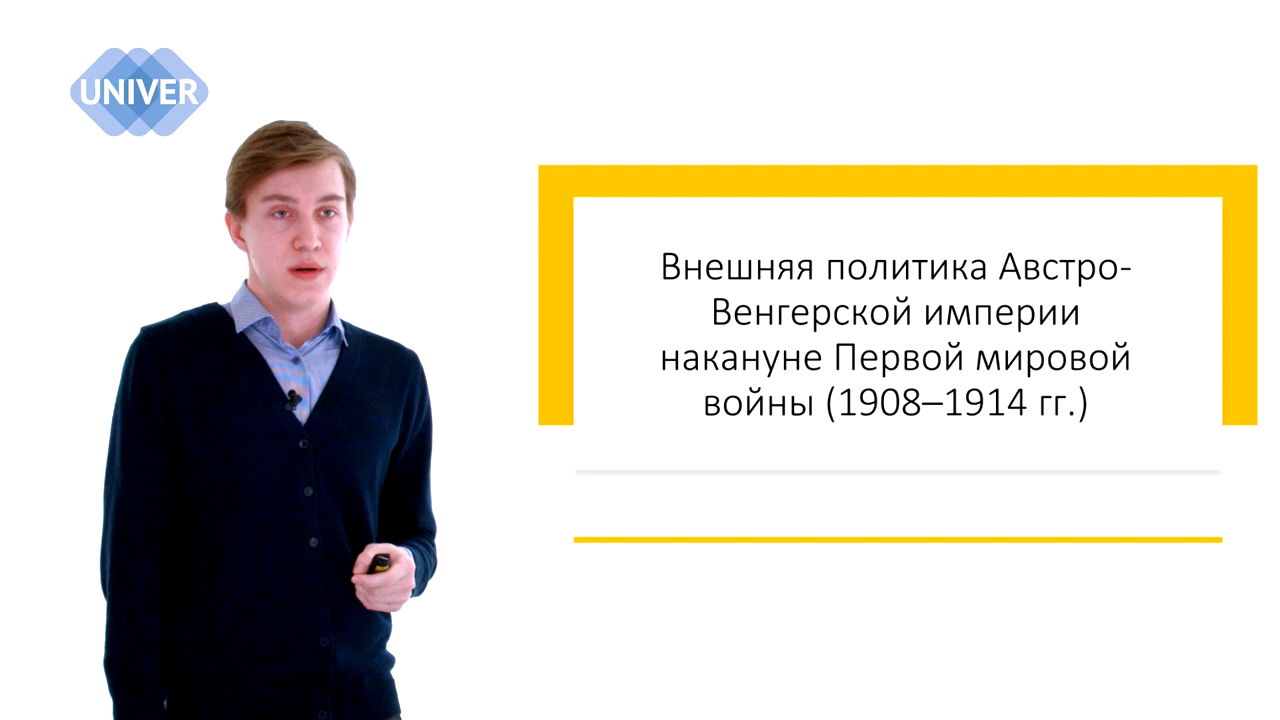 UNIVER
Внешняя политика Австро-
Венгерской империи
накануне Первой мировой
войны (1908–1914 гг.)